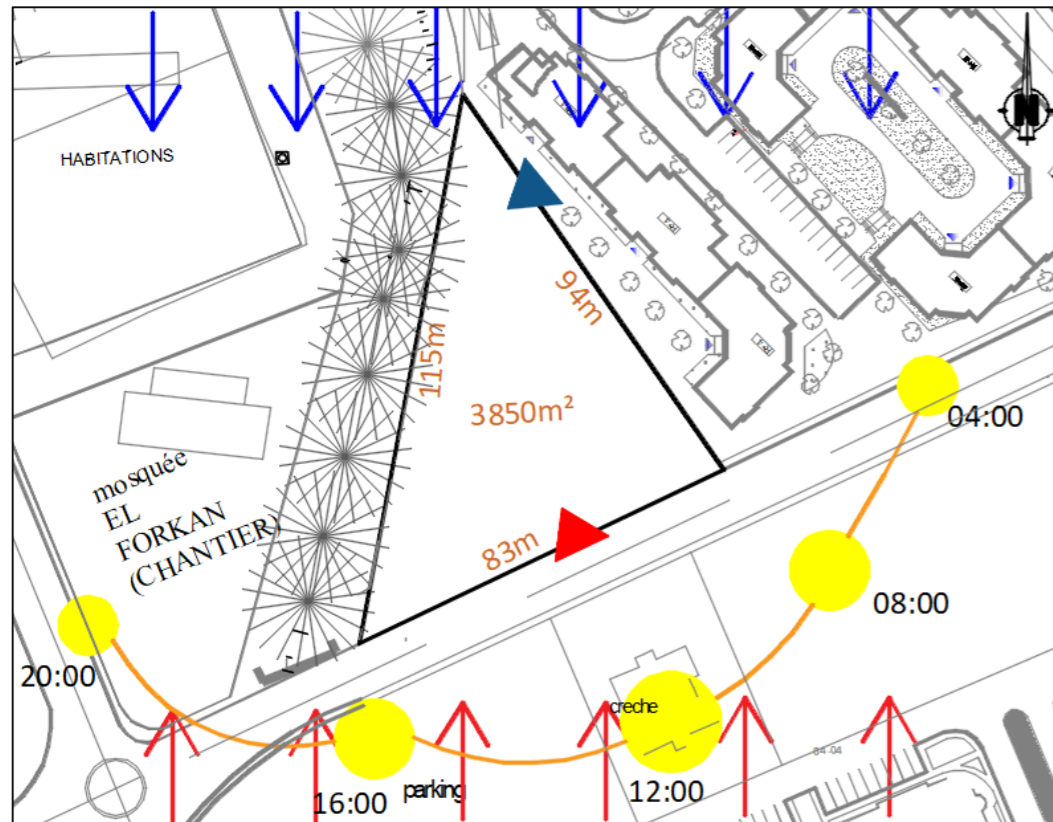 N
HABITATIONS
94m
115m
3850m²
04:00
mosquée
EL
FORKAN
(CHANTIER)
83m
08:00
20:00
creche
16:00
parking
12:00